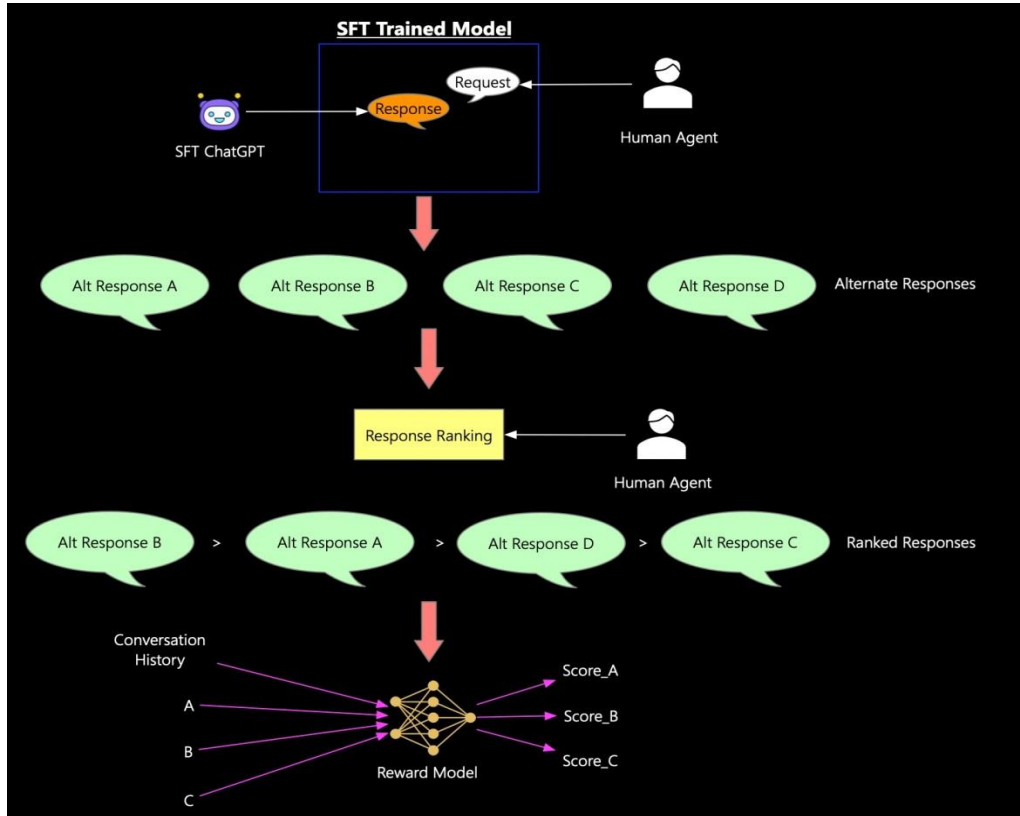 SFT Trained Model
Request
Response
SFT ChatGPT
Human Agent
Alt Response A
Alt Response B
Alt Response C
Alt Response D
Alternate Responses
Response Ranking
Human Agent
Alt Response B
>
Alt Response A
>
Alt Response D
>
Alt Response C
Ranked Responses
Conversation
History
A
B
C
Reward Model
Score_A
Score_B
Score_C